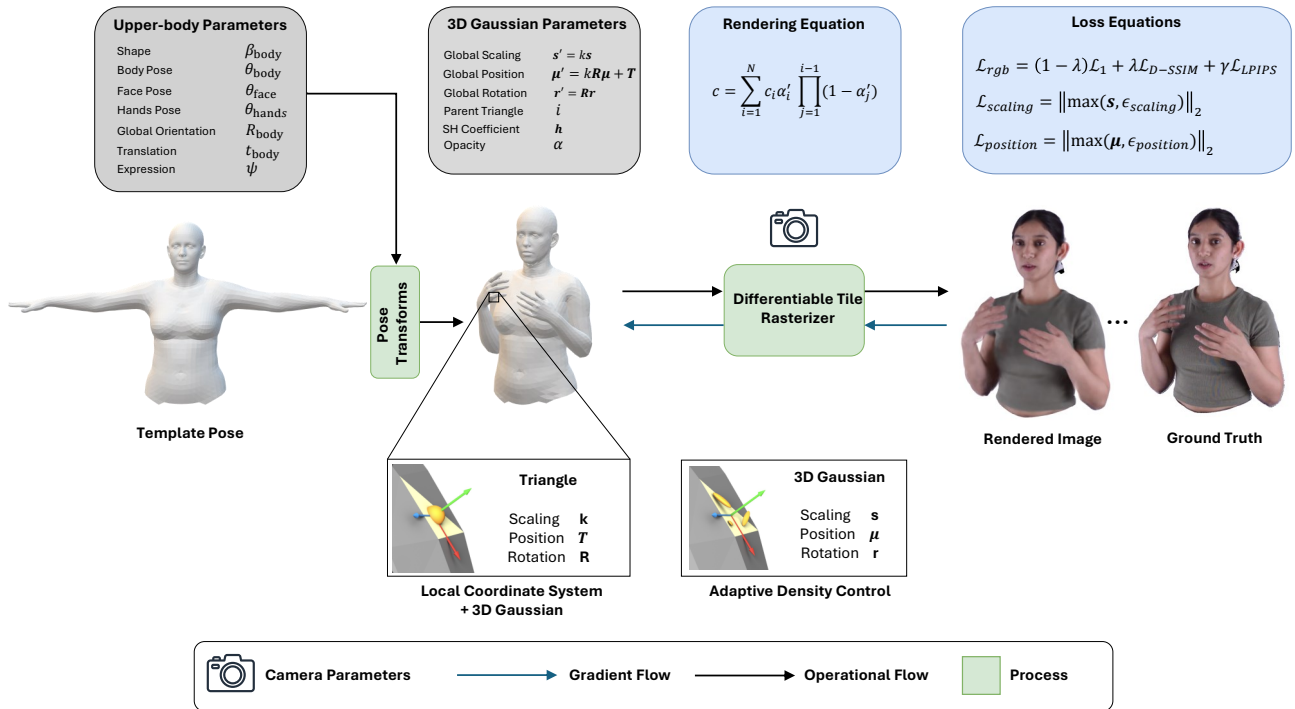 Upper-body Parameters
Shape β_body
Body Pose θ_body
Face Pose θ_face
Hands Pose θ_hands
Global Orientation R_body
Translation t_body
Expression ψ
3D Gaussian Parameters
Global Scaling s′ = ks
Global Position μ′ = kRμ + T
Global Rotation r′ = Rr
Parent Triangle i
SH Coefficient h
Opacity α
Rendering Equation
c = ∑_{i=1}^{N} c_i α′_i ∏_{j=1}^{i−1} (1 − α′_j)
Loss Equations
ℒ_rgb = (1 − λ)ℒ_1 + λℒ_{D−SSIM} + γℒ_{LPIPS}
ℒ_scaling = ‖max(s, ϵ_scaling)‖_2
ℒ_position = ‖max(μ, ϵ_position)‖_2
Template Pose
Pose
Transforms
Differentiable Tile
Rasterizer
...
Rendered Image
Ground Truth
Triangle
Scaling k
Position T
Rotation R
Local Coordinate System
+ 3D Gaussian
3D Gaussian
Scaling s
Position μ
Rotation r
Adaptive Density Control
Camera Parameters
Gradient Flow
Operational Flow
Process